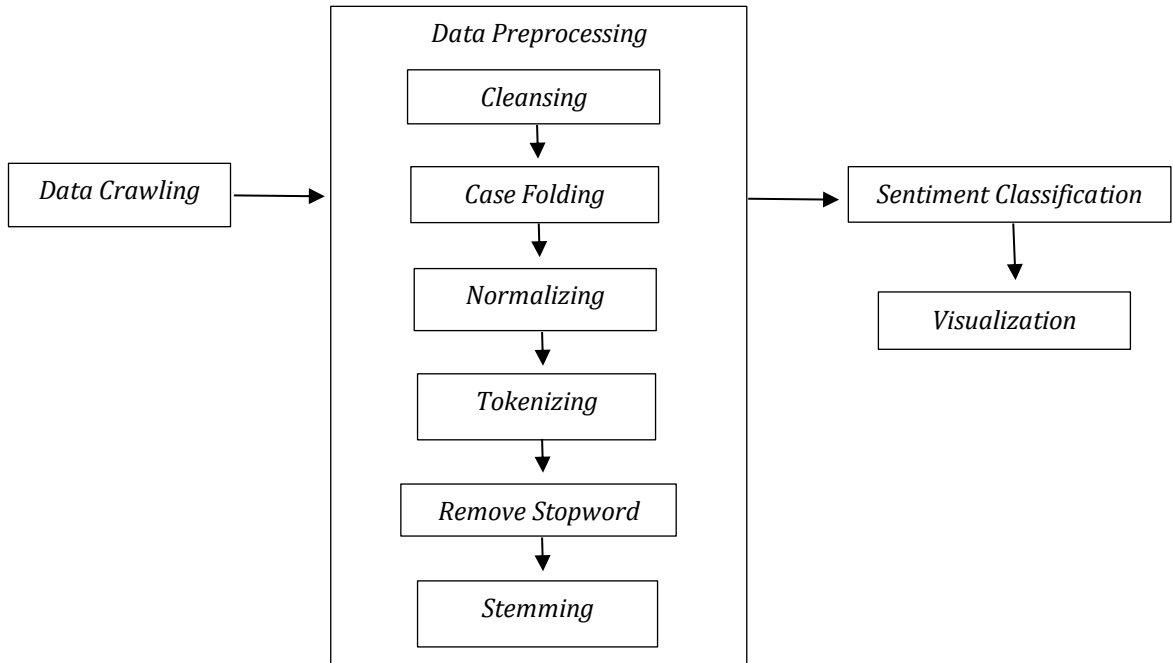 Data Crawling
Data Preprocessing
Cleansing
Case Folding
Normalizing
Tokenizing
Remove Stopword
Stemming
Sentiment Classification
Visualization